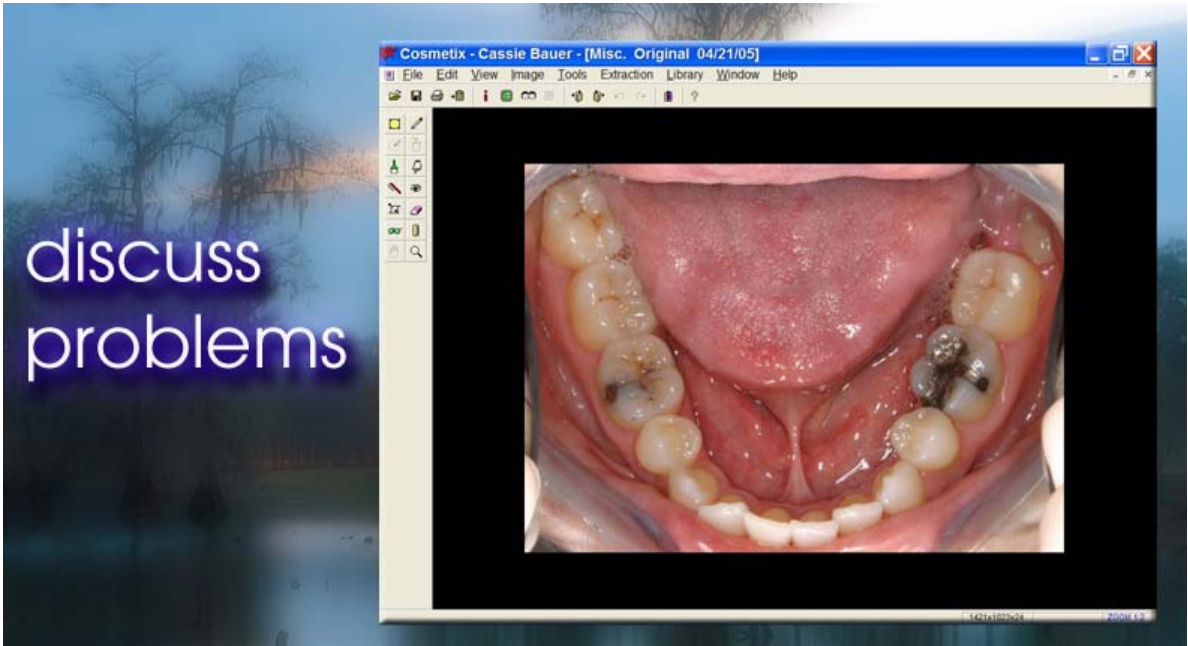 discuss
problems
Cosmetix - Cassie Bauer - [Misc. Original 04/21/05]
File Edit View Image Tools Extraction Library Window Help
1421x1023x24 ZOOM 1:2